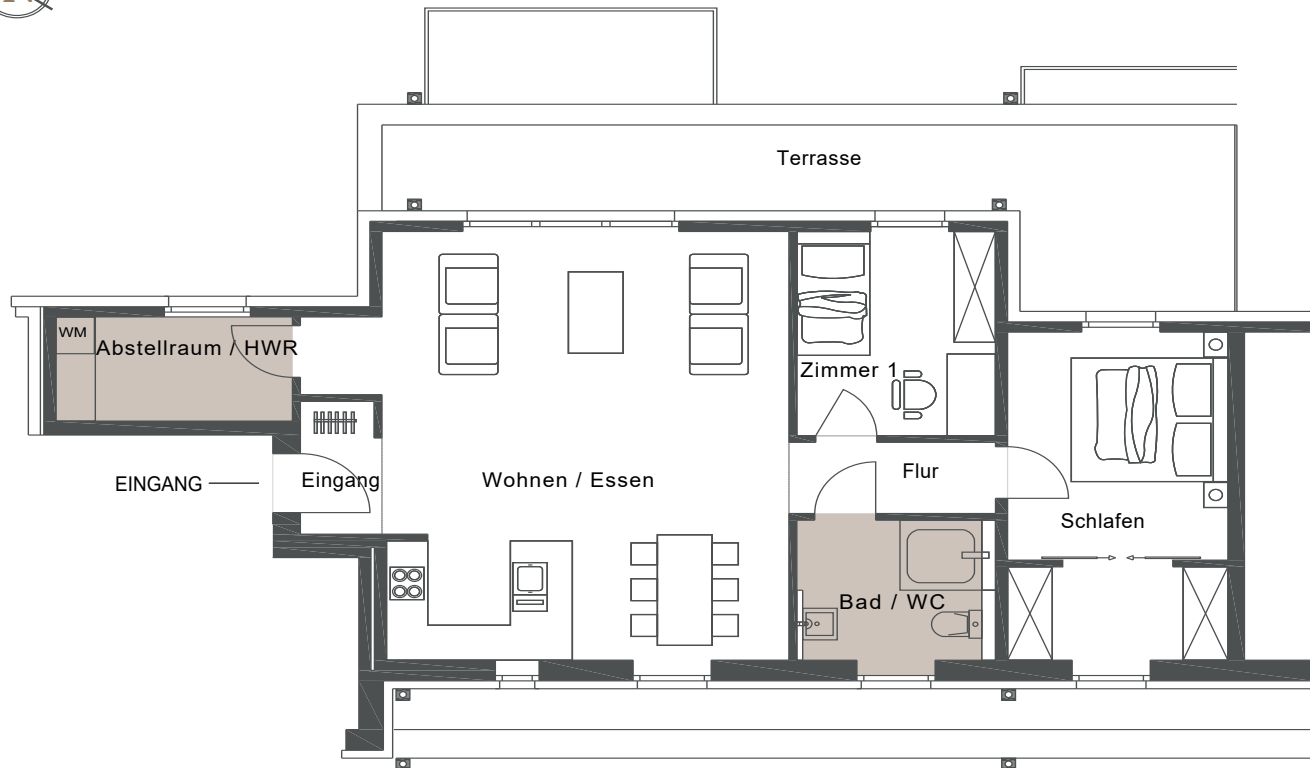 Terrasse
WM
Abstellraum / HWR
Zimmer 1
EINGANG
Eingang
Wohnen / Essen
Flur
Schlafen
Bad / WC